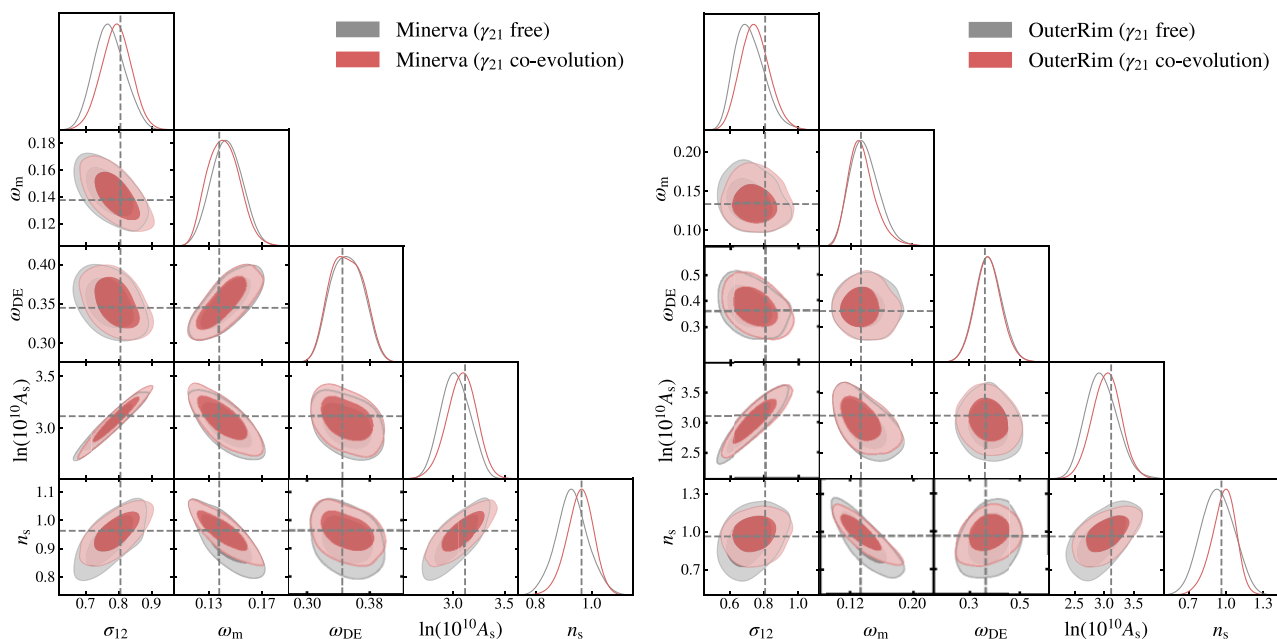 Minerva (γ21 free)
Minerva (γ21 co-evolution)
OuterRim (γ21 free)
OuterRim (γ21 co-evolution)
0.18
0.16
0.14
0.12
ωm
0.20
0.15
0.10
ωm
0.40
0.35
0.30
ωDE
0.5
0.4
0.3
ωDE
3.5
3.0
ln(10^10 As)
3.5
3.0
2.5
ln(10^10 As)
1.1
1.0
0.9
0.8
ns
1.3
1.0
0.7
ns
0.7 0.8 0.9
0.13 0.17
0.30 0.38
3.0 3.5
0.8 1.0
0.6 0.8 1.0
0.12 0.20
0.3 0.5
2.5 3.5
0.7 1.0 1.3
σ12 ωm ωDE ln(10^10 As) ns
σ12 ωm ωDE ln(10^10 As) ns